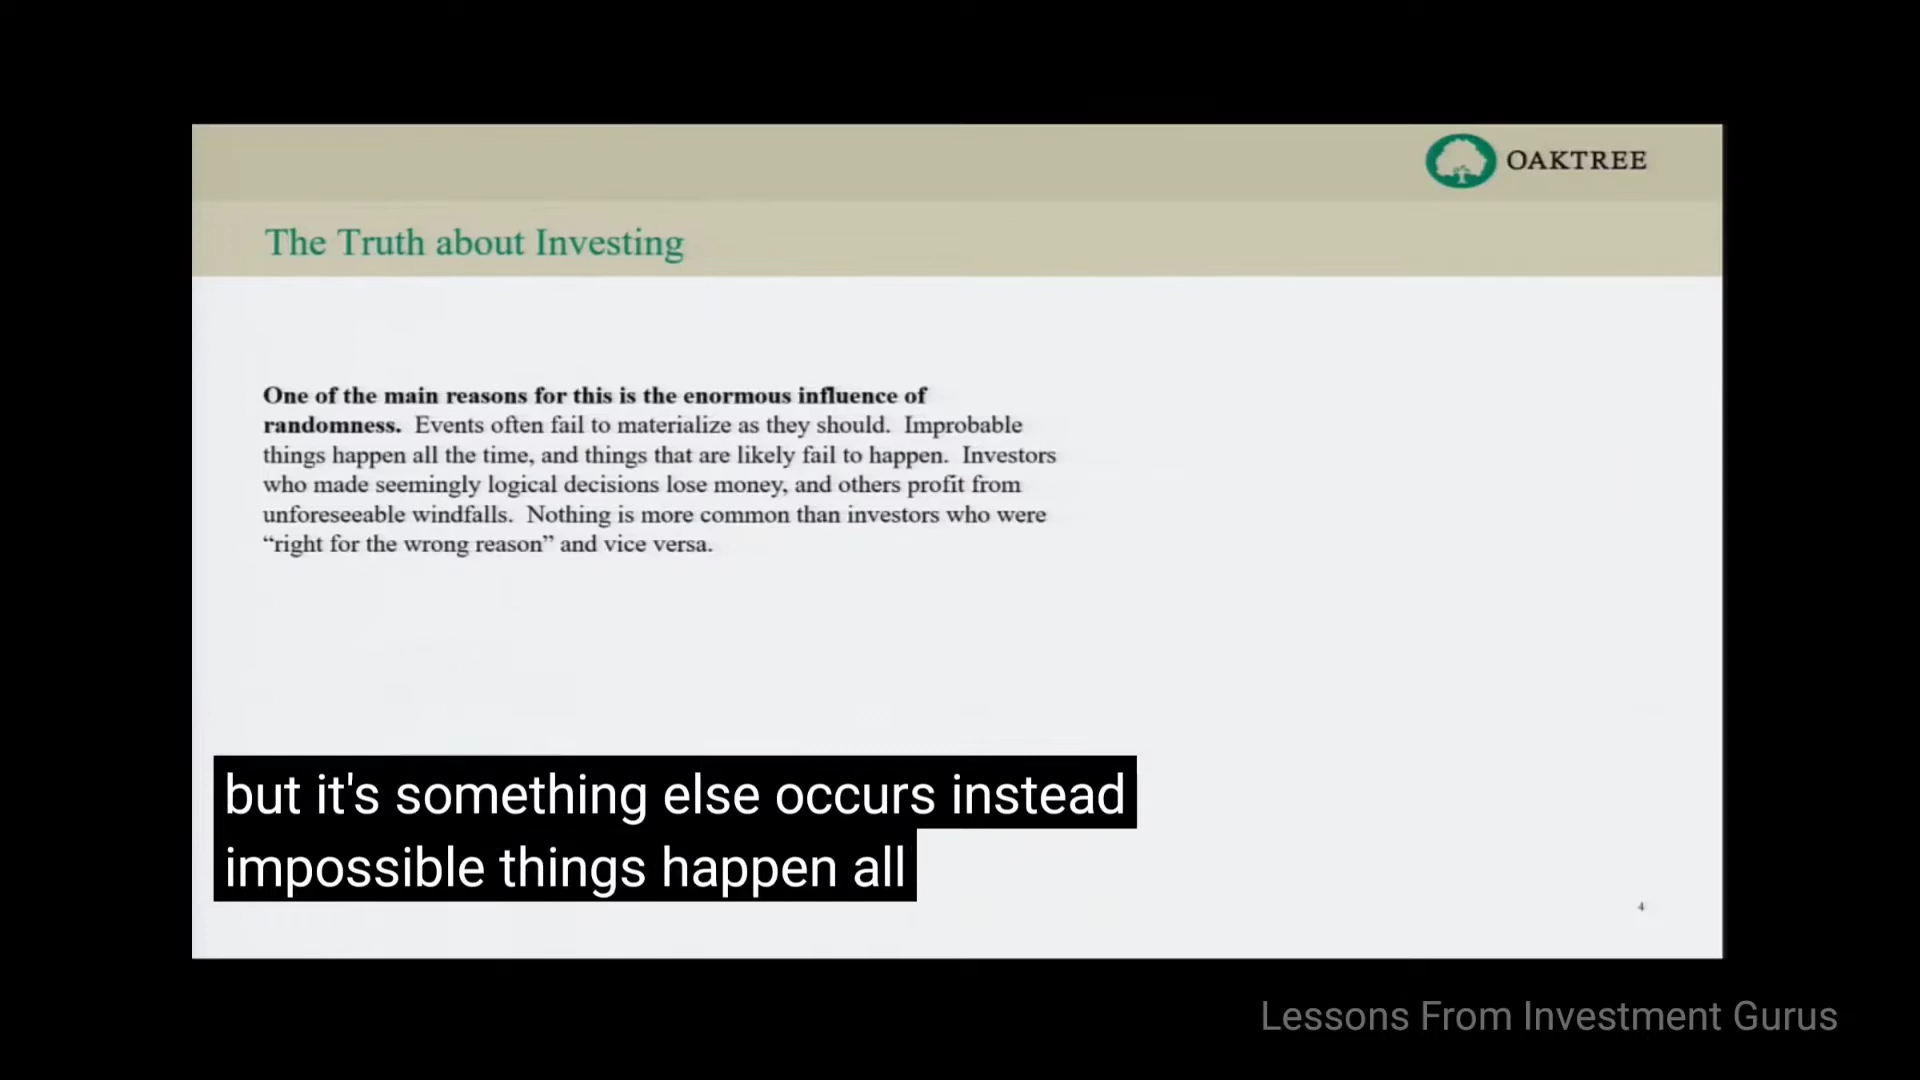 OAKTREE
The Truth about Investing
One of the main reasons for this is the enormous influence of
randomness.  Events often fail to materialize as they should.  Improbable
things happen all the time, and things that are likely fail to happen.  Investors
who made seemingly logical decisions lose money, and others profit from
unforeseeable windfalls.  Nothing is more common than investors who were
“right for the wrong reason” and vice versa.
but it's something else occurs instead
impossible things happen all
4
Lessons From Investment Gurus